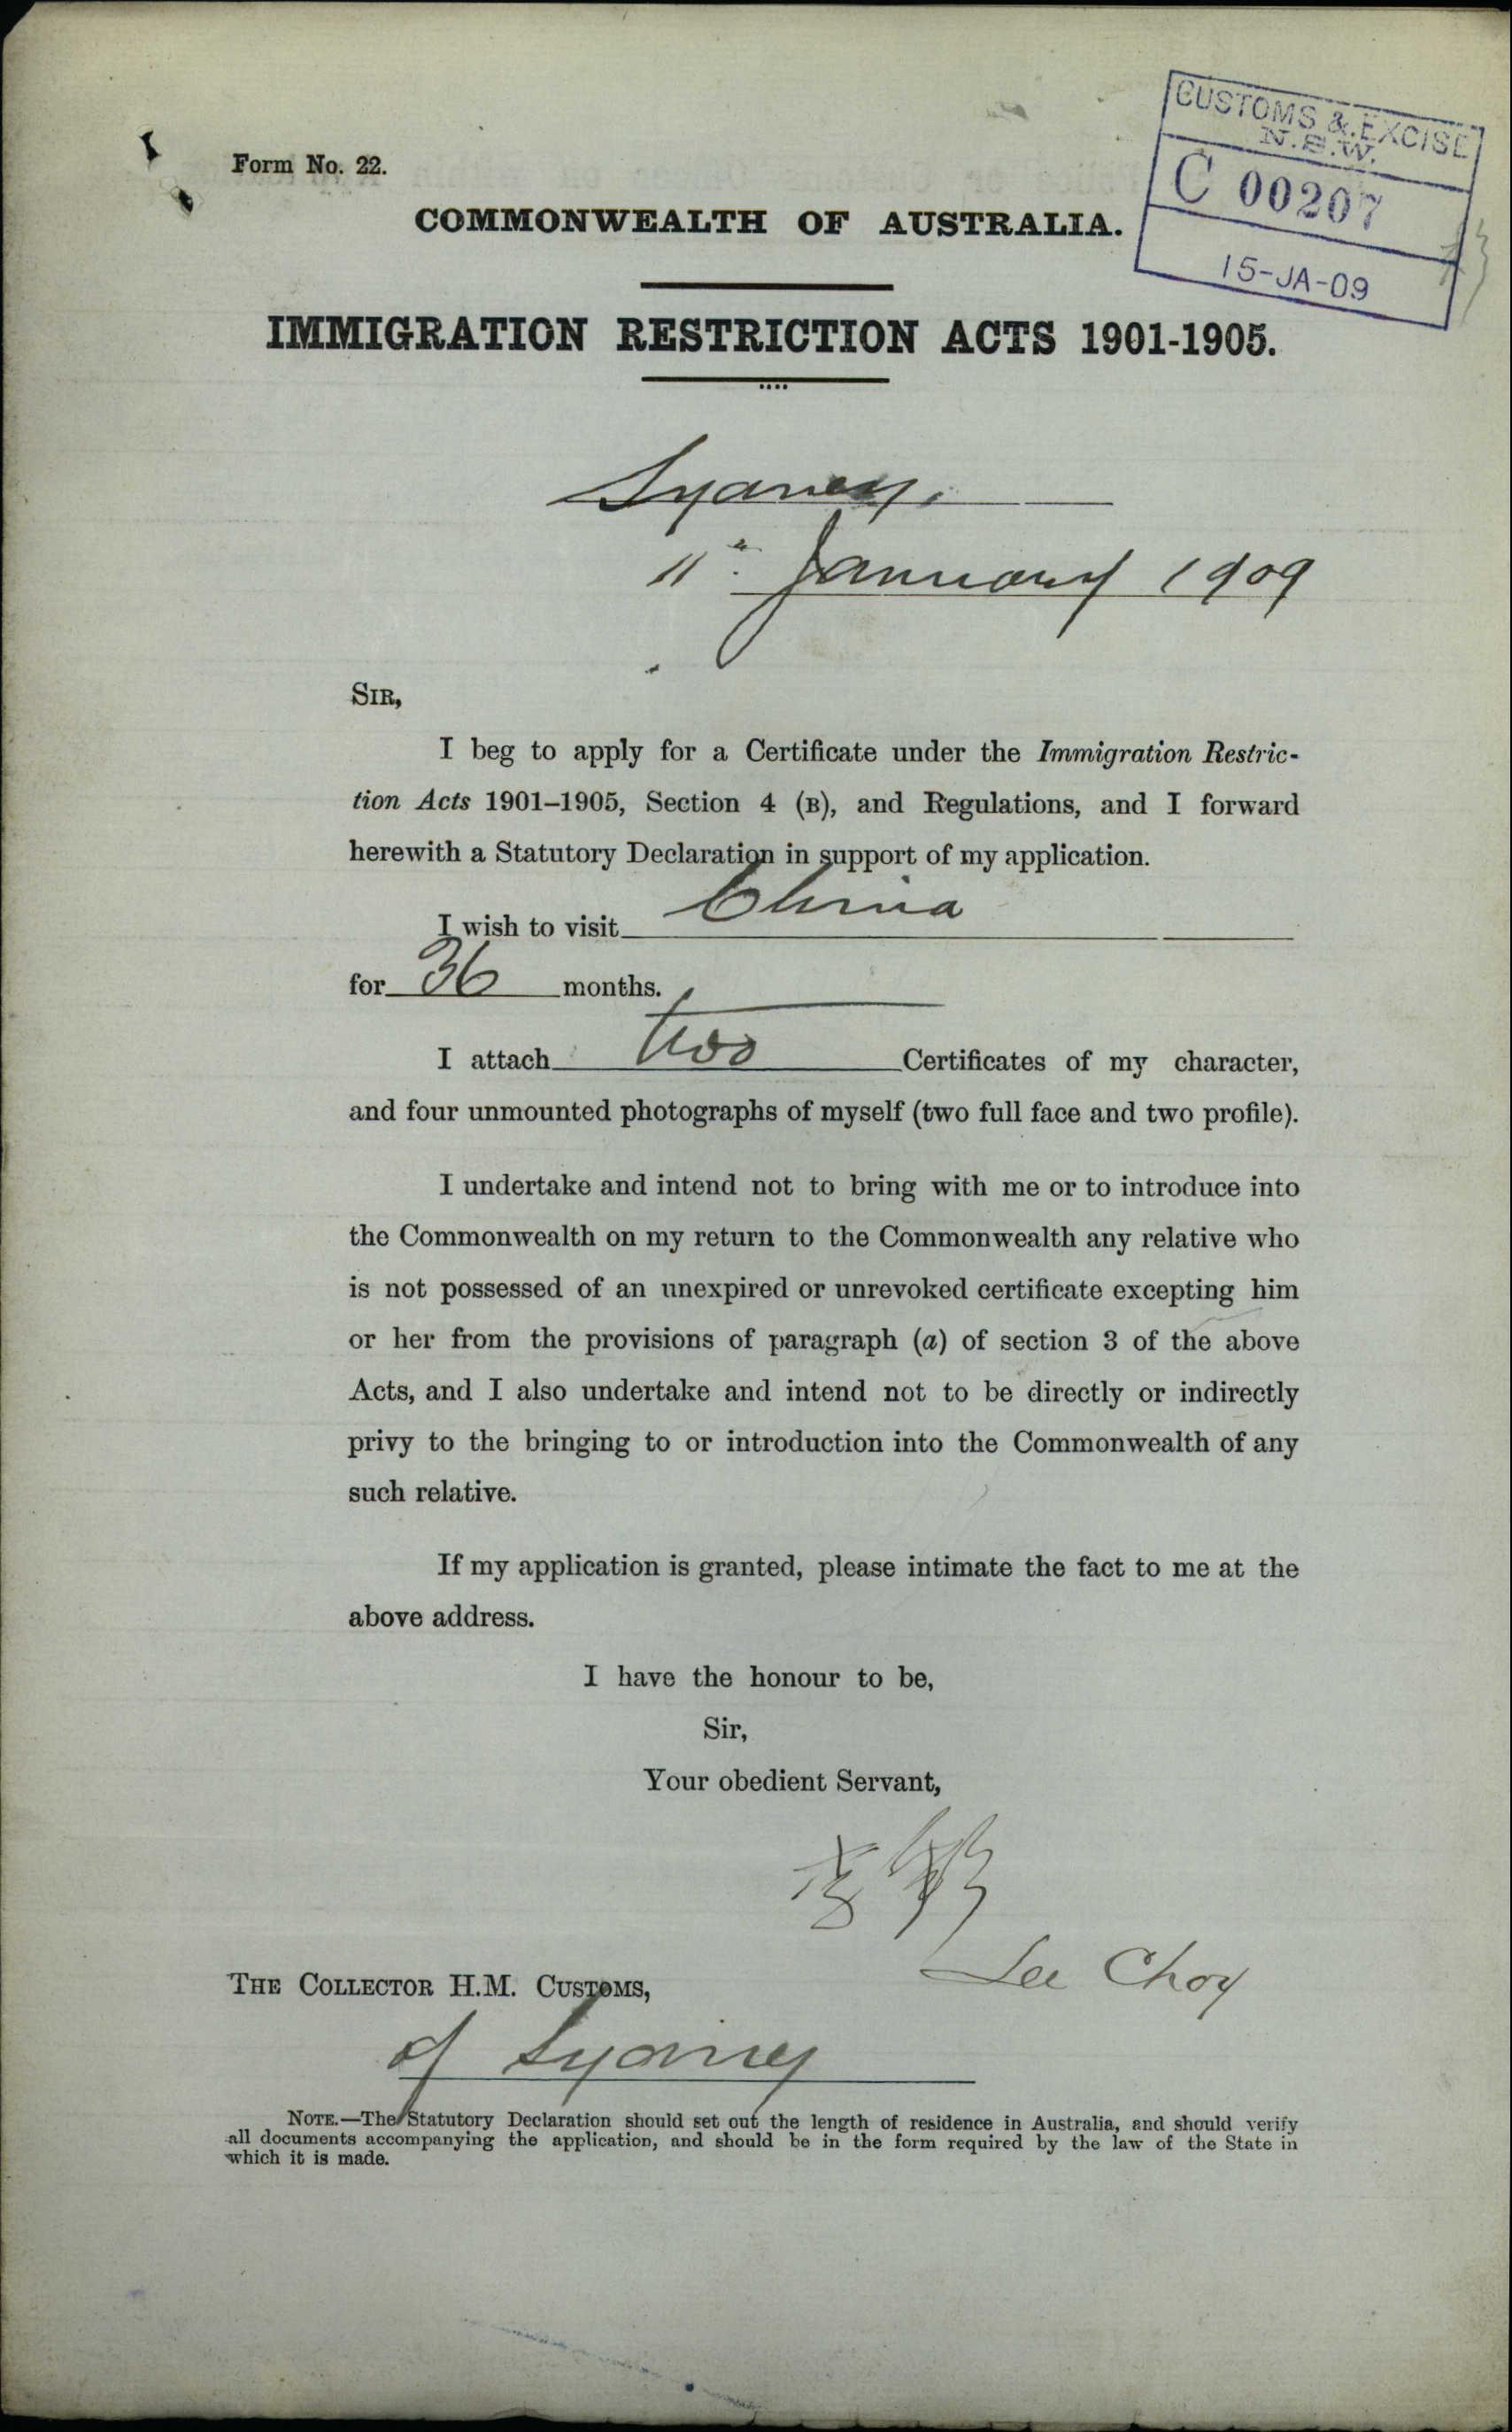 CUSTOMS & EXCISE
N.S.W.
C 00207
15-JA-09
Form No. 22.
COMMONWEALTH OF AUSTRALIA.
IMMIGRATION RESTRICTION ACTS 1901-1905.
Sydney.
11th January 1909
SIR,
I beg to apply for a Certificate under the Immigration Restric-
tion Acts 1901–1905, Section 4 (B), and Regulations, and I forward
herewith a Statutory Declaration in support of my application.
I wish to visit China
for 36 months.
I attach two Certificates of my character,
and four unmounted photographs of myself (two full face and two profile).
I undertake and intend not to bring with me or to introduce into
the Commonwealth on my return to the Commonwealth any relative who
is not possessed of an unexpired or unrevoked certificate excepting him
or her from the provisions of paragraph (a) of section 3 of the above
Acts, and I also undertake and intend not to be directly or indirectly
privy to the bringing to or introduction into the Commonwealth of any
such relative.
If my application is granted, please intimate the fact to me at the
above address.
I have the honour to be,
Sir,
Your obedient Servant,
Lee Choy
THE COLLECTOR H.M. CUSTOMS,
of Sydney
NOTE.—The Statutory Declaration should set out the length of residence in Australia, and should verify
all documents accompanying the application, and should be in the form required by the law of the State in
which it is made.